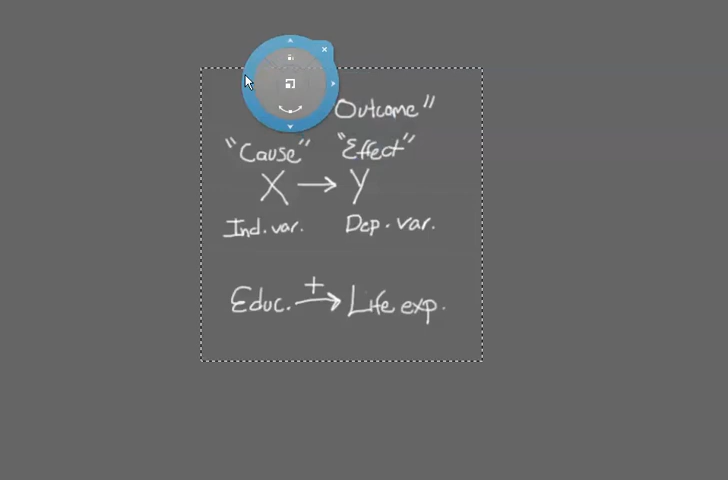 Outcome"
"Cause" "Effect"
X → Y
Ind. var. Dep. var.
+
Educ. → Life exp.